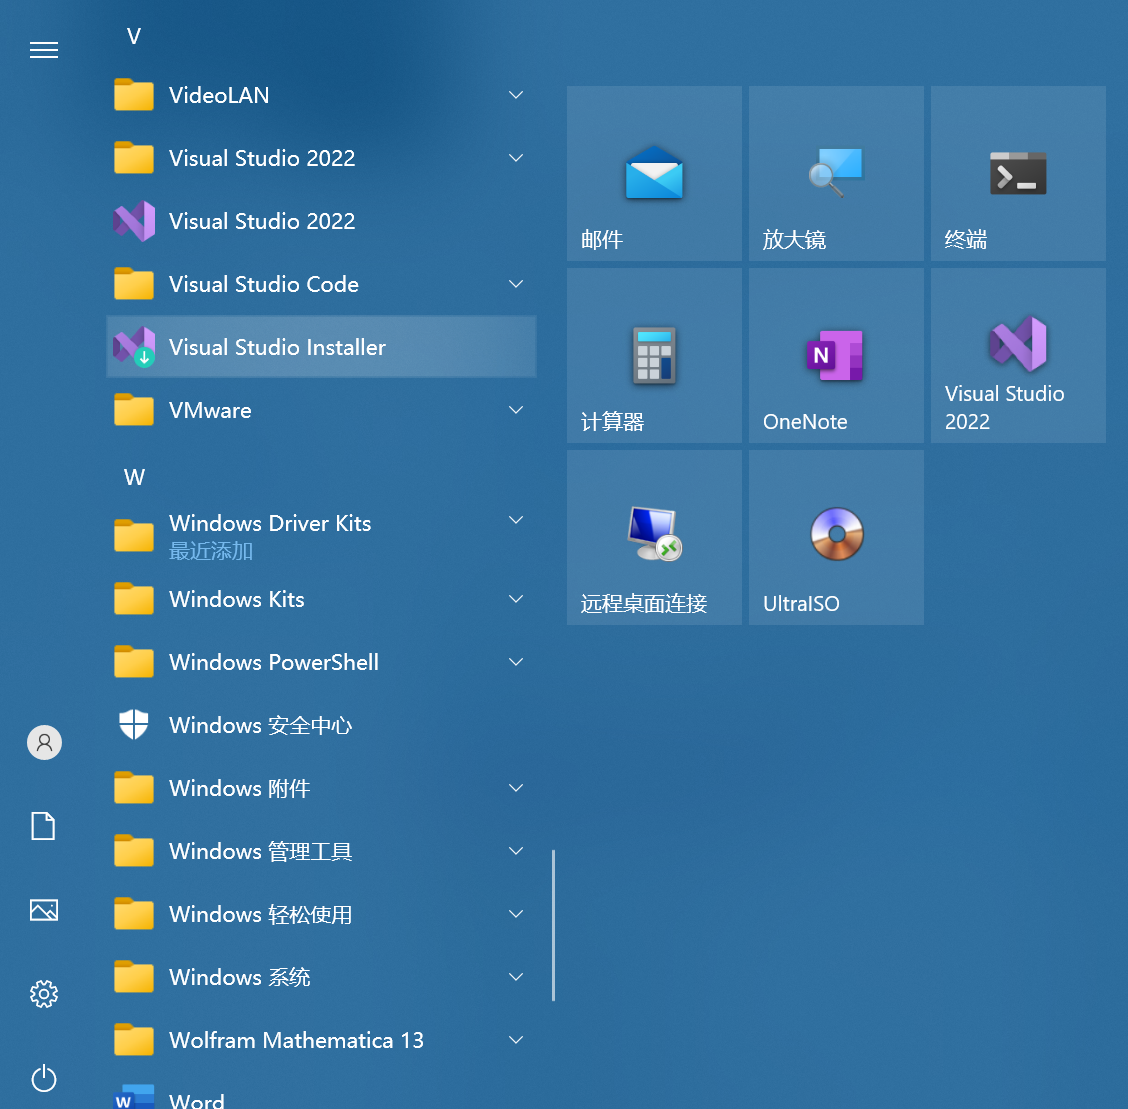 V
VideoLAN
Visual Studio 2022
Visual Studio 2022
Visual Studio Code
Visual Studio Installer
VMware
W
Windows Driver Kits
最近添加
Windows Kits
Windows PowerShell
Windows 安全中心
Windows 附件
Windows 管理工具
Windows 轻松使用
Windows 系统
Wolfram Mathematica 13
W
Word
邮件
放大镜
终端
计算器
N
OneNote
Visual Studio
2022
远程桌面连接
UltraISO